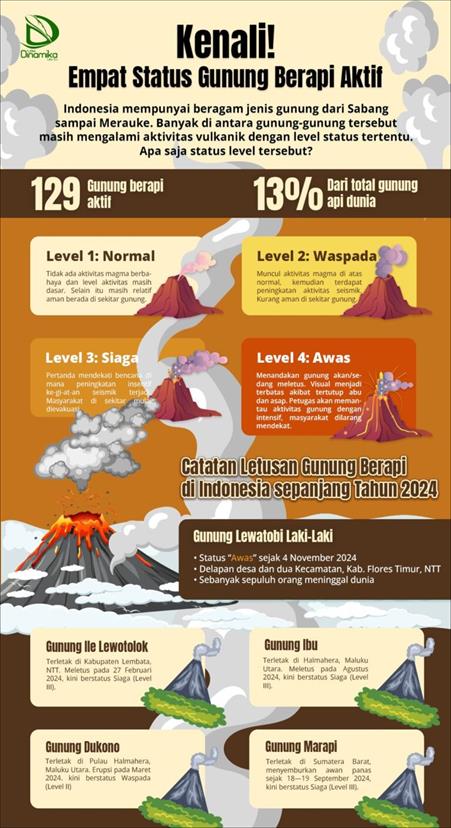 Dinamika
Kenali!
Empat Status Gunung Berapi Aktif
Indonesia mempunyai beragam jenis gunung dari Sabang
sampai Merauke. Banyak di antara gunung-gunung tersebut
masih mengalami aktivitas vulkanik dengan level status tertentu.
Apa saja status level tersebut?
129 Gunung berapi
aktif
13% Dari total gunung
api dunia
Level 1: Normal
Tidak ada aktivitas magma berba-
haya dan level aktivitas masih
dasar. Selain itu masih relatif
aman berada di sekitar gunung.
Level 2: Waspada
Muncul aktivitas magma di atas
normal, kemudian terdapat
peningkatan aktivitas seismik.
Kurang aman di sekitar gunung.
Level 3: Siaga
Pertanda mendekati bencana di
mana peningkatan insentif
ke-gi-at-an seismik terjadi.
Masyarakat di sekitar mulai
dievakuasi.
Level 4: Awas
Menandakan gunung akan/se-
dang meletus. Visual menjadi
terbatas akibat tertutup abu
dan asap. Petugas akan meman-
tau aktivitas gunung dengan
intensif, masyarakat dilarang
mendekat.
Catatan Letusan Gunung Berapi
di Indonesia sepanjang Tahun 2024
Gunung Lewatobi Laki-Laki
• Status "Awas" sejak 4 November 2024
• Delapan desa dan dua Kecamatan, Kab. Flores Timur, NTT
• Sebanyak sepuluh orang meninggal dunia
Gunung Ile Lewotolok
Terletak di Kabupaten Lembata,
NTT. Meletus pada 27 Februari
2024, kini berstatus Siaga (Level
III).
Gunung Ibu
Terletak di Halmahera, Maluku
Utara. Meletus pada Agustus
2024, kini berstatus Siaga (Level
III).
Gunung Dukono
Terletak di Pulau Halmahera,
Maluku Utara. Erupsi pada Maret
2024. kini berstatus Waspada
(Level II)
Gunung Marapi
Terletak di Sumatera Barat,
menyemburkan awan panas
sejak 18—19 September 2024,
kini berstatus Siaga (Level III).